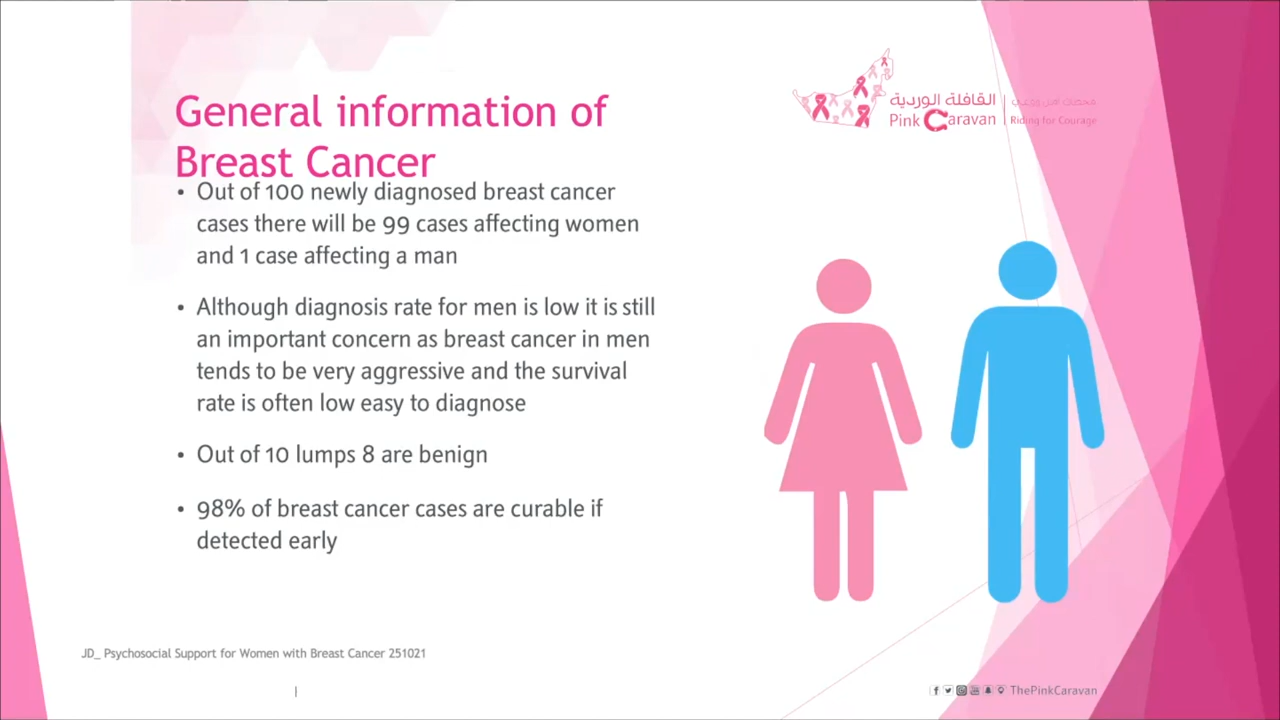 General information of
Breast Cancer
القافلة الوردية
Pink Caravan
Riding for Courage
• Out of 100 newly diagnosed breast cancer
cases there will be 99 cases affecting women
and 1 case affecting a man
• Although diagnosis rate for men is low it is still
an important concern as breast cancer in men
tends to be very aggressive and the survival
rate is often low easy to diagnose
• Out of 10 lumps 8 are benign
• 98% of breast cancer cases are curable if
detected early
JD_ Psychosocial Support for Women with Breast Cancer 251021
ThePinkCaravan